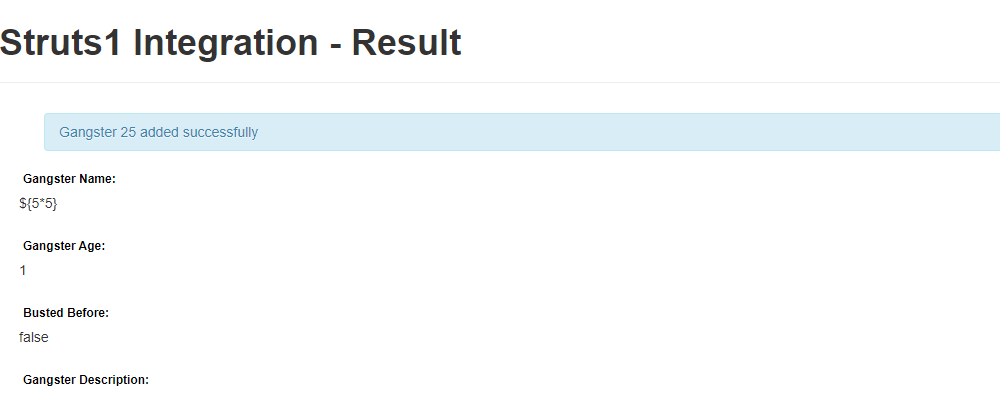 Struts1 Integration - Result
Gangster 25 added successfully
Gangster Name:
${5*5}
Gangster Age:
1
Busted Before:
false
Gangster Description: